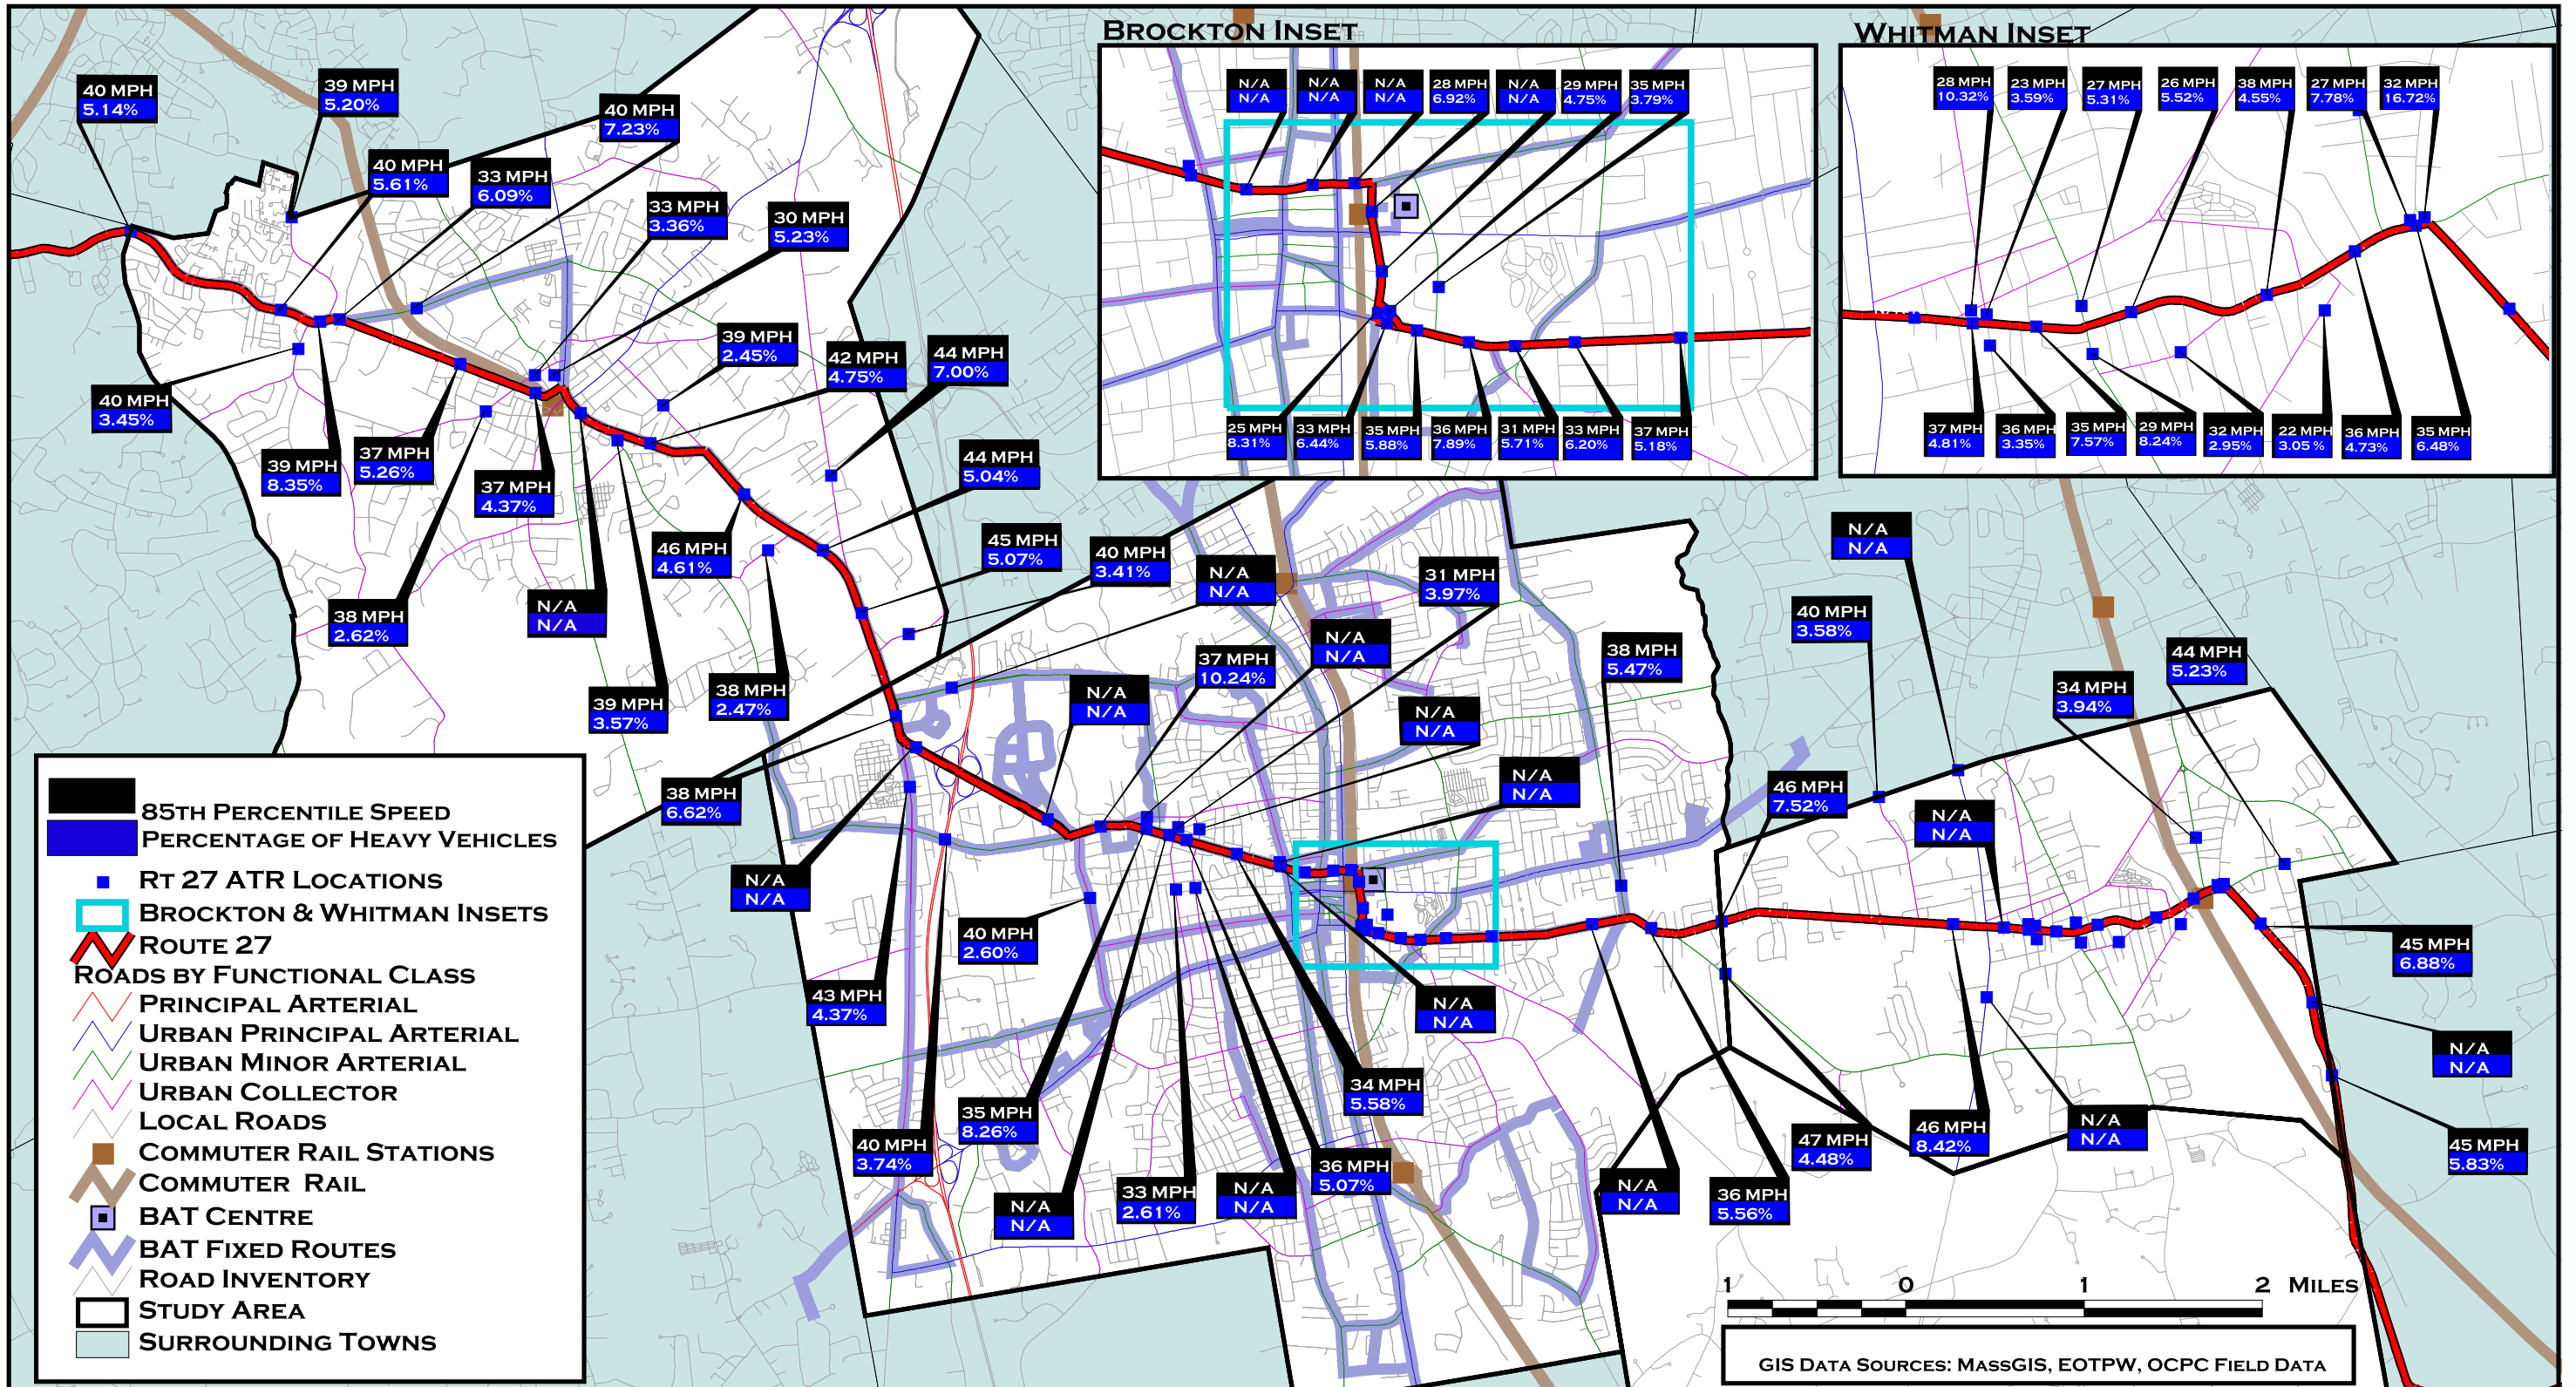 BROCKTON INSET
WHITMAN INSET
40 MPH
5.14%
39 MPH
5.20%
40 MPH
7.23%
40 MPH
5.61%
33 MPH
6.09%
33 MPH
3.36%
30 MPH
5.23%
39 MPH
2.45%
42 MPH
4.75%
44 MPH
7.00%
40 MPH
3.45%
39 MPH
8.35%
37 MPH
5.26%
37 MPH
4.37%
44 MPH
5.04%
46 MPH
4.61%
45 MPH
5.07%
40 MPH
3.41%
38 MPH
2.62%
N/A
N/A
39 MPH
3.57%
38 MPH
2.47%
N/A
N/A
N/A
N/A
N/A
N/A
28 MPH
6.92%
N/A
N/A
29 MPH
4.75%
35 MPH
3.79%
25 MPH
8.31%
33 MPH
6.44%
35 MPH
5.88%
36 MPH
7.89%
31 MPH
5.71%
33 MPH
6.20%
37 MPH
5.18%
28 MPH
10.32%
23 MPH
3.59%
27 MPH
5.31%
26 MPH
5.52%
38 MPH
4.55%
27 MPH
7.78%
32 MPH
16.72%
37 MPH
4.81%
36 MPH
3.35%
35 MPH
7.57%
29 MPH
8.24%
32 MPH
2.95%
22 MPH
3.05 %
36 MPH
4.73%
35 MPH
6.48%
N/A
N/A
31 MPH
3.97%
N/A
N/A
37 MPH
10.24%
N/A
N/A
N/A
N/A
38 MPH
5.47%
N/A
N/A
N/A
N/A
40 MPH
3.58%
44 MPH
5.23%
34 MPH
3.94%
46 MPH
7.52%
N/A
N/A
38 MPH
6.62%
N/A
N/A
40 MPH
2.60%
43 MPH
4.37%
N/A
N/A
45 MPH
6.88%
N/A
N/A
34 MPH
5.58%
35 MPH
8.26%
40 MPH
3.74%
N/A
N/A
33 MPH
2.61%
N/A
N/A
36 MPH
5.07%
N/A
N/A
36 MPH
5.56%
47 MPH
4.48%
46 MPH
8.42%
N/A
N/A
45 MPH
5.83%
85TH PERCENTILE SPEED
PERCENTAGE OF HEAVY VEHICLES
RT 27 ATR LOCATIONS
BROCKTON & WHITMAN INSETS
ROUTE 27
ROADS BY FUNCTIONAL CLASS
PRINCIPAL ARTERIAL
URBAN PRINCIPAL ARTERIAL
URBAN MINOR ARTERIAL
URBAN COLLECTOR
LOCAL ROADS
COMMUTER RAIL STATIONS
COMMUTER RAIL
BAT CENTRE
BAT FIXED ROUTES
ROAD INVENTORY
STUDY AREA
SURROUNDING TOWNS
1 0 1 2 MILES
GIS DATA SOURCES: MASSGIS, EOTPW, OCPC FIELD DATA